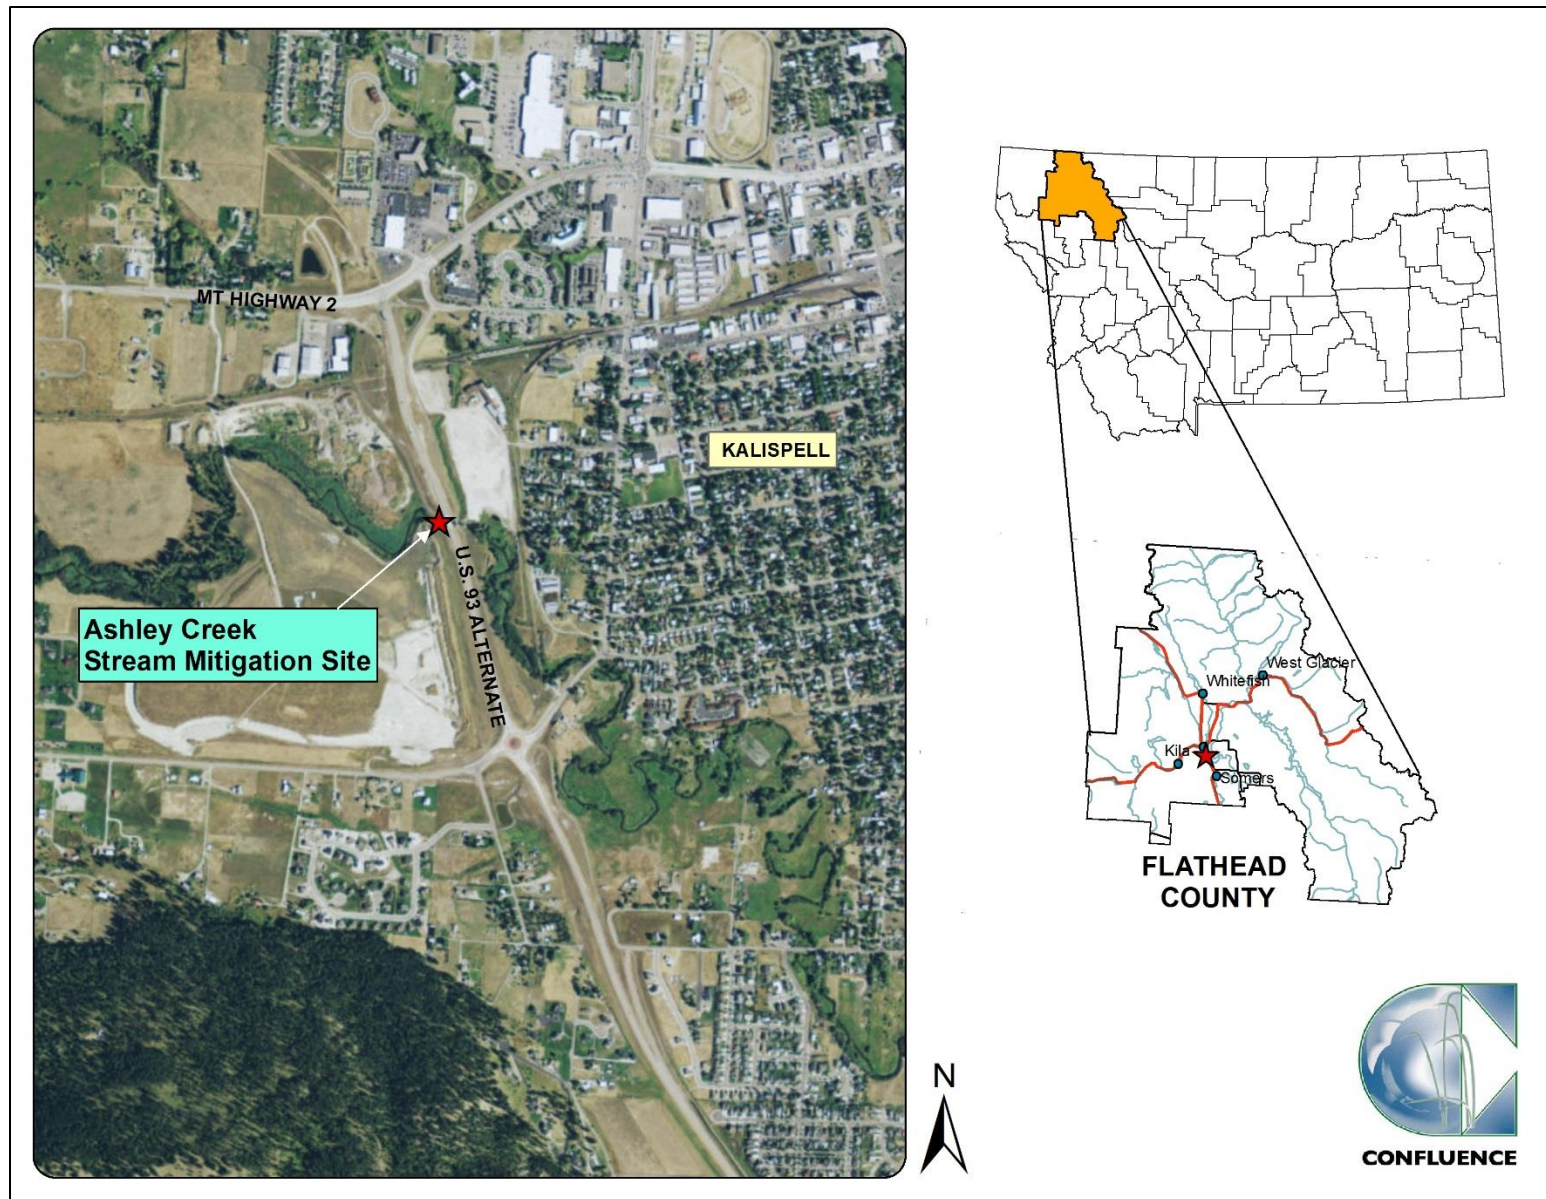 MT HIGHWAY 2
KALISPELL
U.S. 93 ALTERNATE
Ashley Creek
Stream Mitigation Site
West Glacier
Whitefish
Kila
Somers
FLATHEAD
COUNTY
N
CONFLUENCE